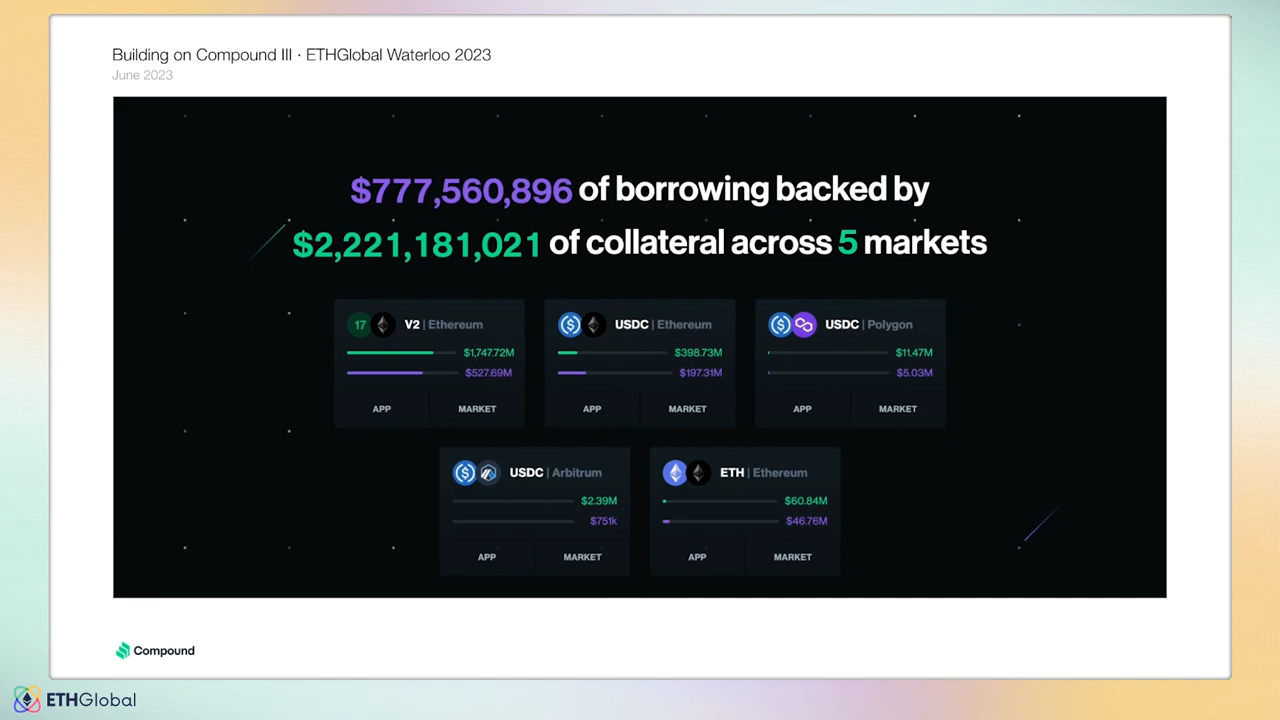 Building on Compound III · ETHGlobal Waterloo 2023
June 2023
$777,560,896 of borrowing backed by
$2,221,181,021 of collateral across 5 markets
17 V2 | Ethereum
$1,747.72M
$527.69M
APP MARKET
USDC | Ethereum
$398.73M
$197.31M
APP MARKET
USDC | Polygon
$11.47M
$5.03M
APP MARKET
USDC | Arbitrum
$2.39M
$751k
APP MARKET
ETH | Ethereum
$60.84M
$46.76M
APP MARKET
Compound
ETHGlobal